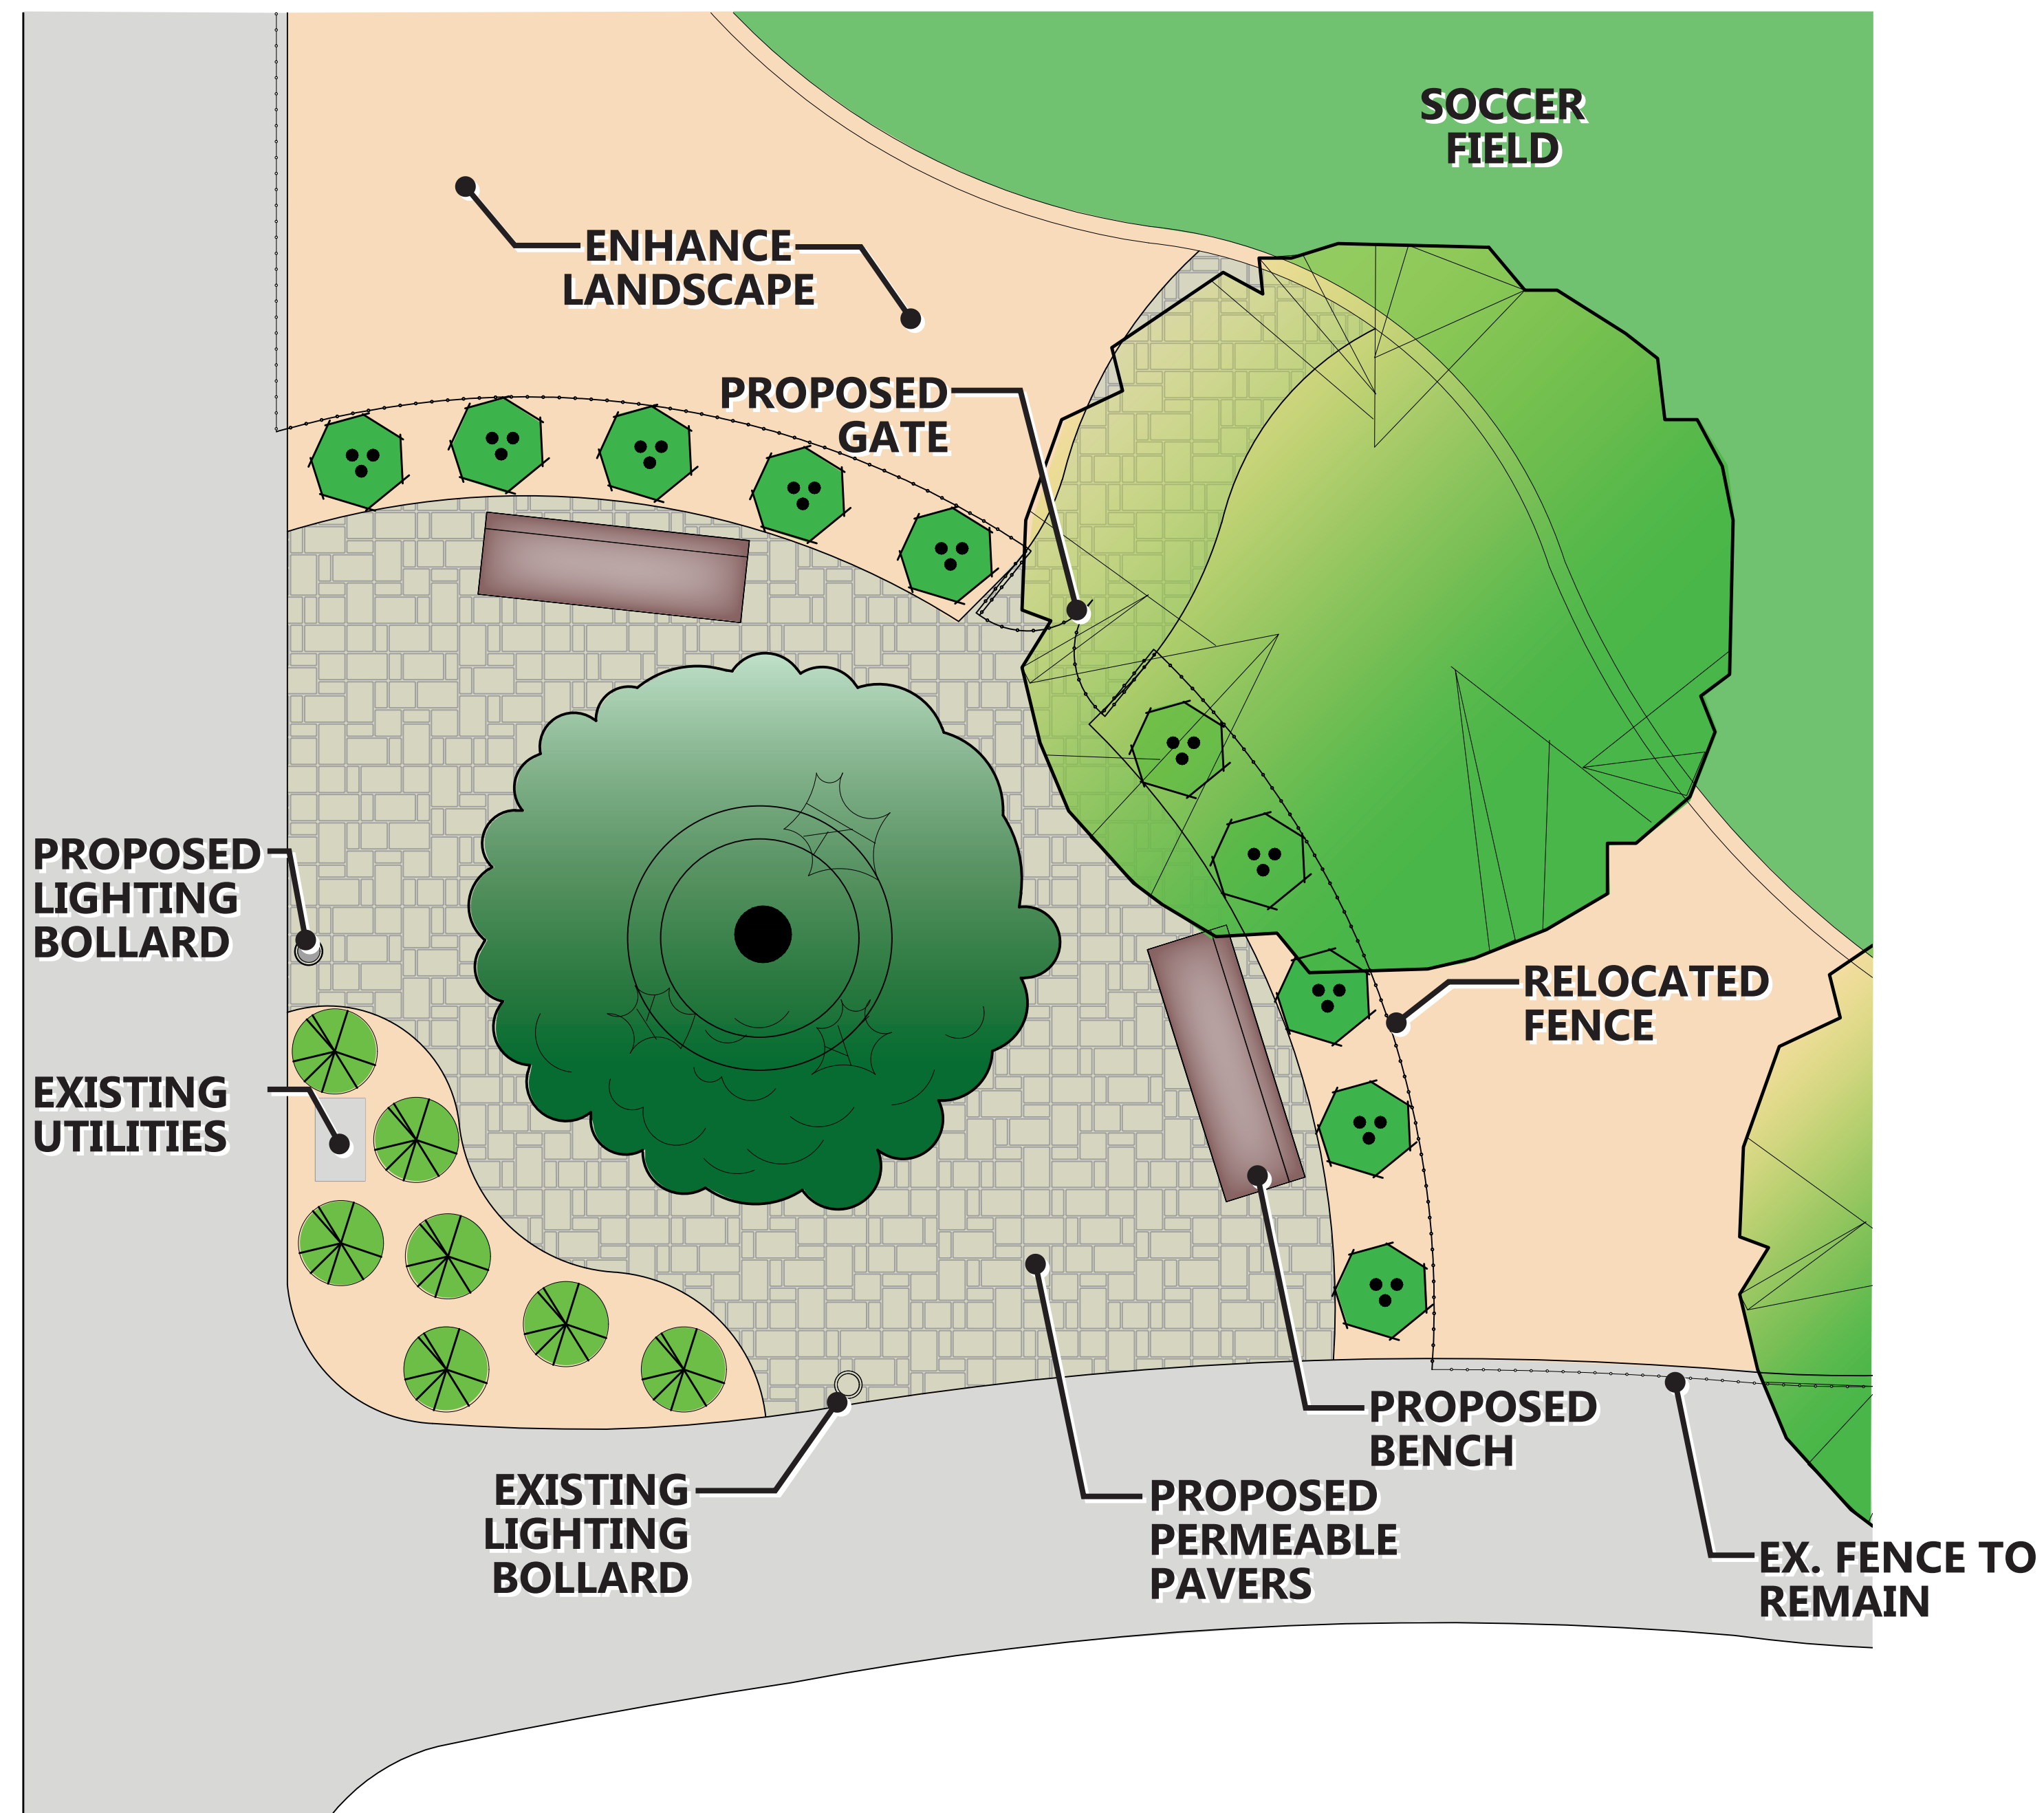 SOCCER
FIELD
ENHANCE
LANDSCAPE
PROPOSED
GATE
PROPOSED
LIGHTING
BOLLARD
RELOCATED
FENCE
EXISTING
UTILITIES
PROPOSED
BENCH
EXISTING
LIGHTING
BOLLARD
PROPOSED
PERMEABLE
PAVERS
EX. FENCE TO
REMAIN